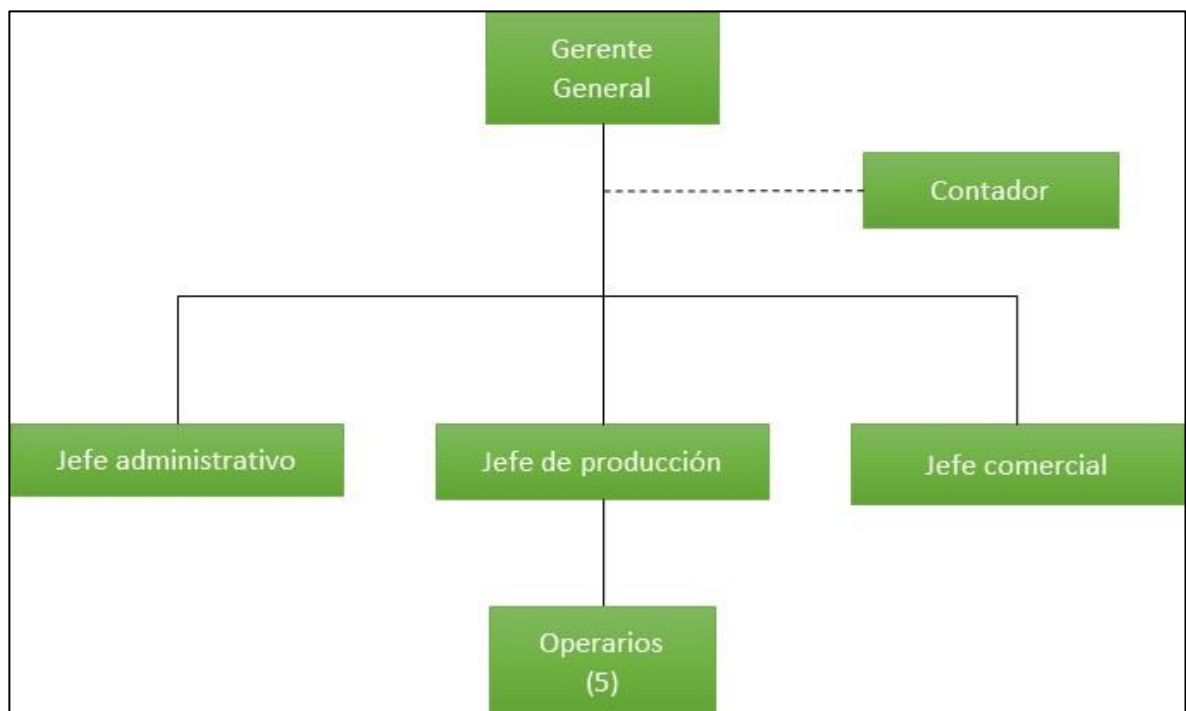 Gerente
General
Contador
Jefe administrativo
Jefe de producción
Jefe comercial
Operarios
(5)